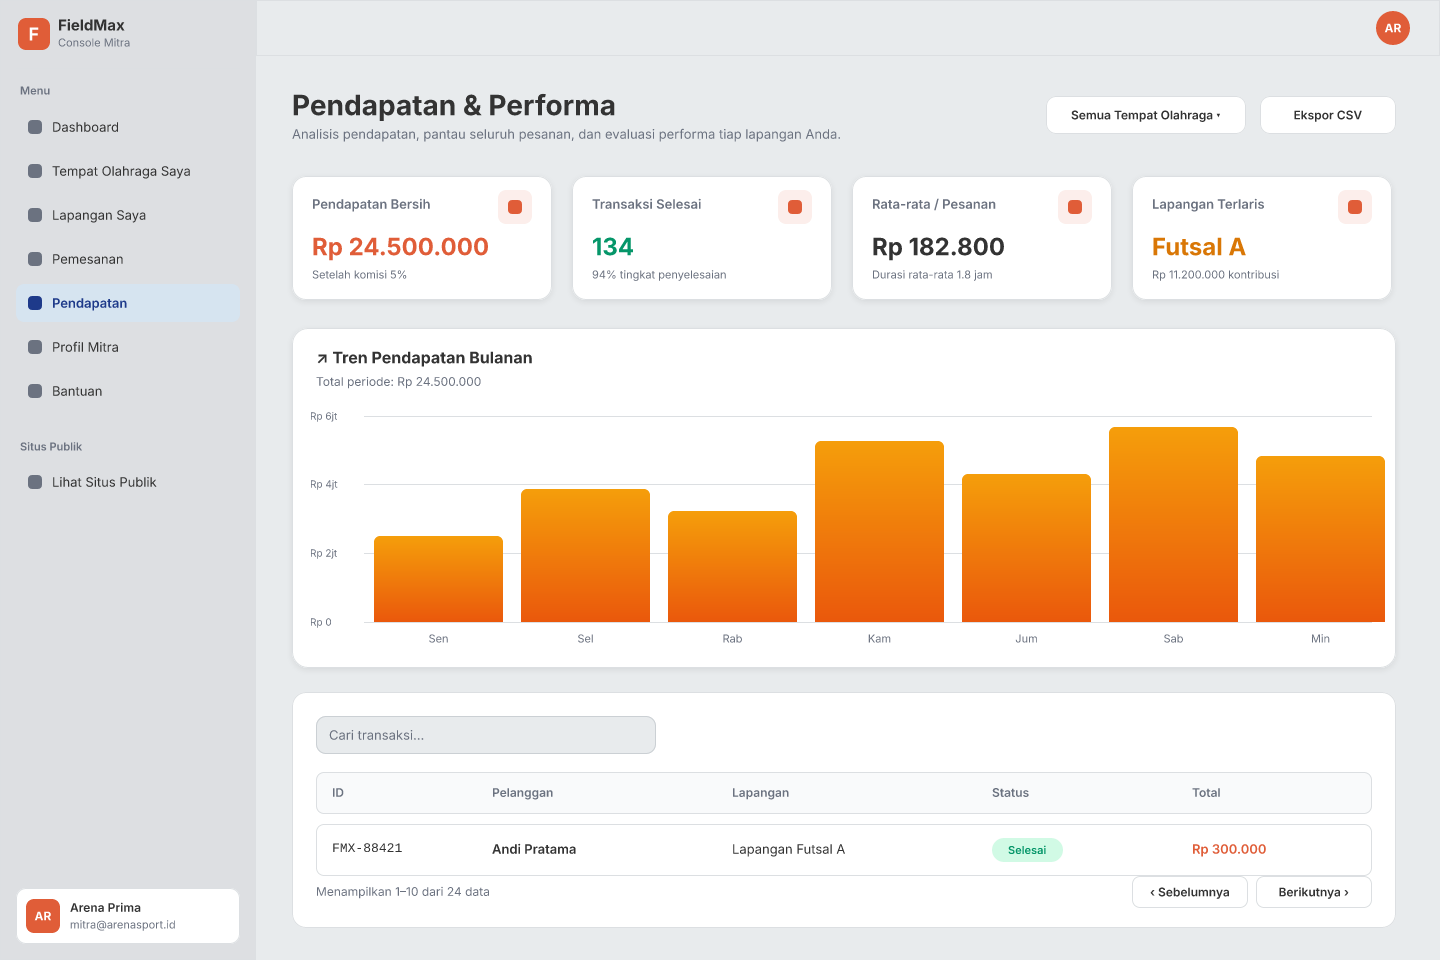 F
FieldMax
Console Mitra
Menu
Dashboard
Tempat Olahraga Saya
Lapangan Saya
Pemesanan
Pendapatan
Profil Mitra
Bantuan
Situs Publik
Lihat Situs Publik
AR
Arena Prima
mitra@arenasport.id
AR
Pendapatan & Performa
Analisis pendapatan, pantau seluruh pesanan, dan evaluasi performa tiap lapangan Anda.
Semua Tempat Olahraga ▾
Ekspor CSV
Pendapatan Bersih
Rp 24.500.000
Setelah komisi 5%
Transaksi Selesai
134
94% tingkat penyelesaian
Rata-rata / Pesanan
Rp 182.800
Durasi rata-rata 1.8 jam
Lapangan Terlaris
Futsal A
Rp 11.200.000 kontribusi
↗ Tren Pendapatan Bulanan
Total periode: Rp 24.500.000
Rp 6jt
Rp 4jt
Rp 2jt
Rp 0
Sen Sel Rab Kam Jum Sab Min
Cari transaksi...
ID Pelanggan Lapangan Status Total
FMX-88421 Andi Pratama Lapangan Futsal A Selesai Rp 300.000
Menampilkan 1–10 dari 24 data
‹ Sebelumnya
Berikutnya ›